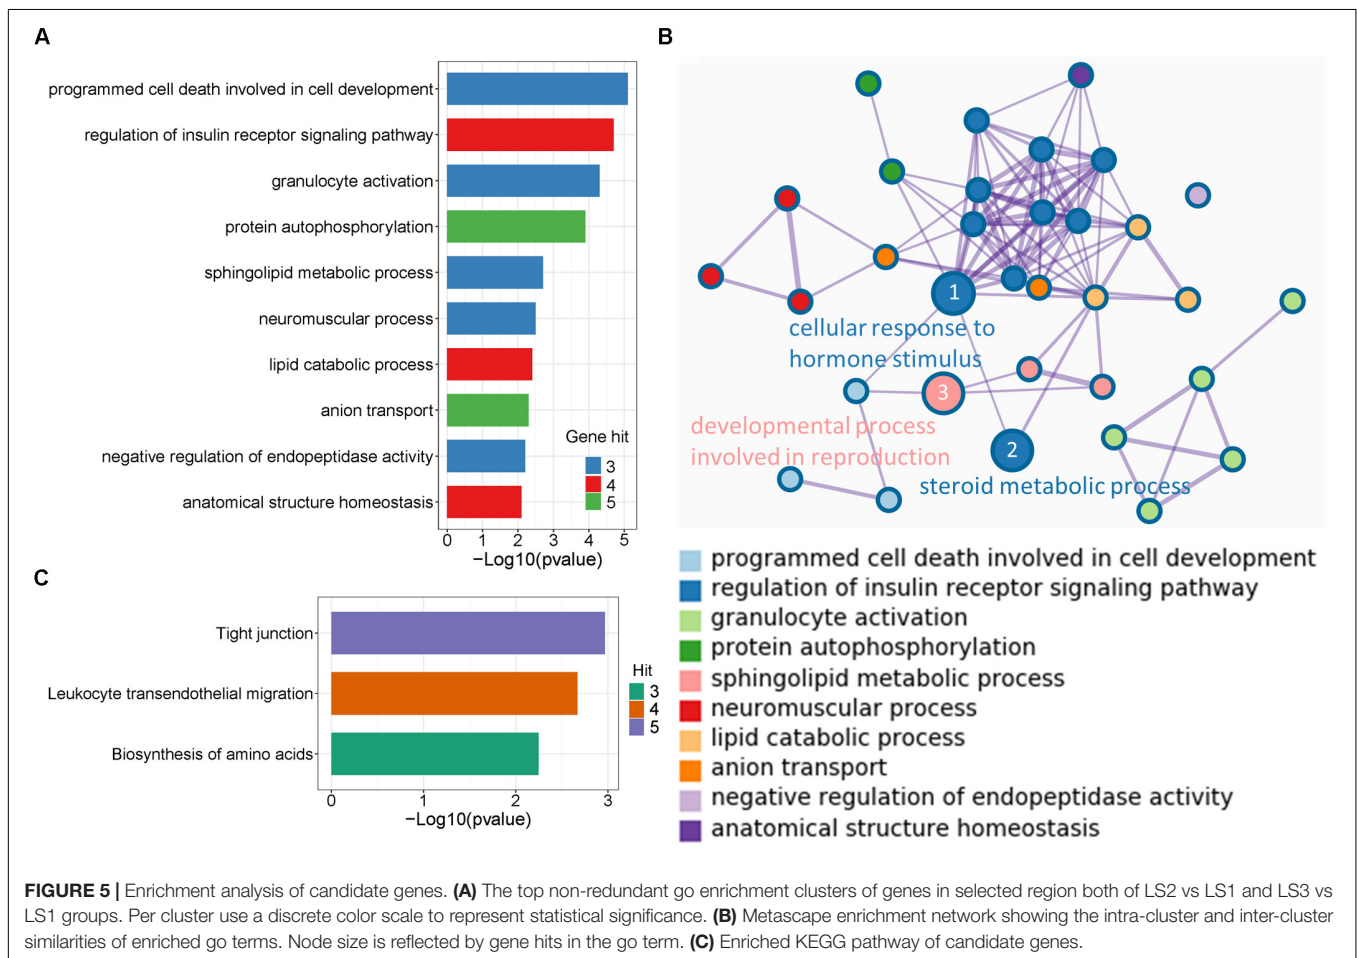 A
programmed cell death involved in cell development
regulation of insulin receptor signaling pathway
granulocyte activation
protein autophosphorylation
sphingolipid metabolic process
neuromuscular process
lipid catabolic process
anion transport
negative regulation of endopeptidase activity
anatomical structure homeostasis
Gene hit
3
4
5
0 1 2 3 4 5
−Log10(pvalue)
B
1
cellular response to
hormone stimulus
3
developmental process
involved in reproduction
2
steroid metabolic process
programmed cell death involved in cell development
regulation of insulin receptor signaling pathway
granulocyte activation
protein autophosphorylation
sphingolipid metabolic process
neuromuscular process
lipid catabolic process
anion transport
negative regulation of endopeptidase activity
anatomical structure homeostasis
C
Tight junction
Leukocyte transendothelial migration
Biosynthesis of amino acids
Hit
3
4
5
0 1 2 3
−Log10(pvalue)
FIGURE 5 | Enrichment analysis of candidate genes. (A) The top non-redundant go enrichment clusters of genes in selected region both of LS2 vs LS1 and LS3 vs
LS1 groups. Per cluster use a discrete color scale to represent statistical significance. (B) Metascape enrichment network showing the intra-cluster and inter-cluster
similarities of enriched go terms. Node size is reflected by gene hits in the go term. (C) Enriched KEGG pathway of candidate genes.